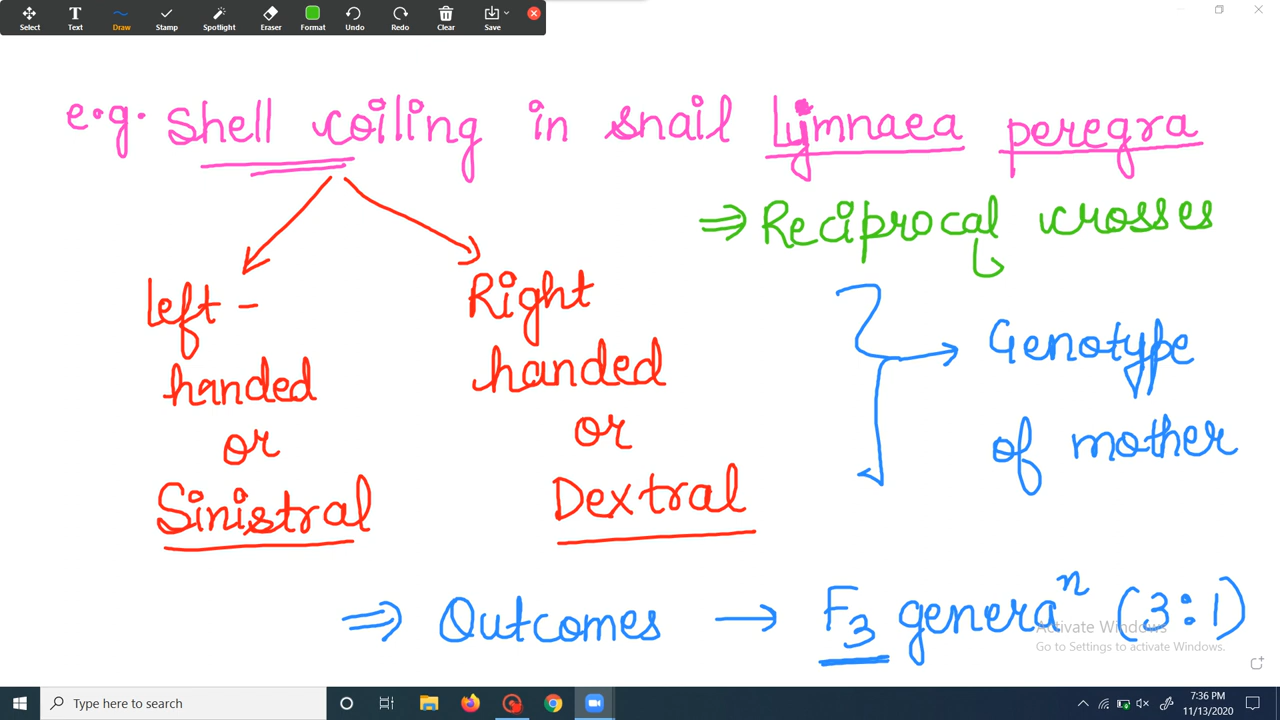 Select Text Draw Stamp Spotlight Eraser Format Undo Redo Clear Save
e.g. Shell coiling in snail Lymnaea peregra
⇒ Reciprocal crosses
Left -
handed
or
Sinistral
Right
handed
or
Dextral
Genotype
of mother
⇒ Outcomes → F3 generaⁿ (3:1)
Activate Windows
Go to Settings to activate Windows.
Type here to search
7:36 PM
11/13/2020